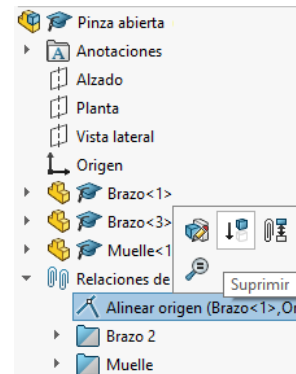 Pinza abierta
A Anotaciones
Alzado
Planta
Vista lateral
Origen
Brazo<1>
Brazo<3>
Muelle<1
Relaciones de
Suprimir
Alinear origen (Brazo<1>,Or
Brazo 2
Muelle